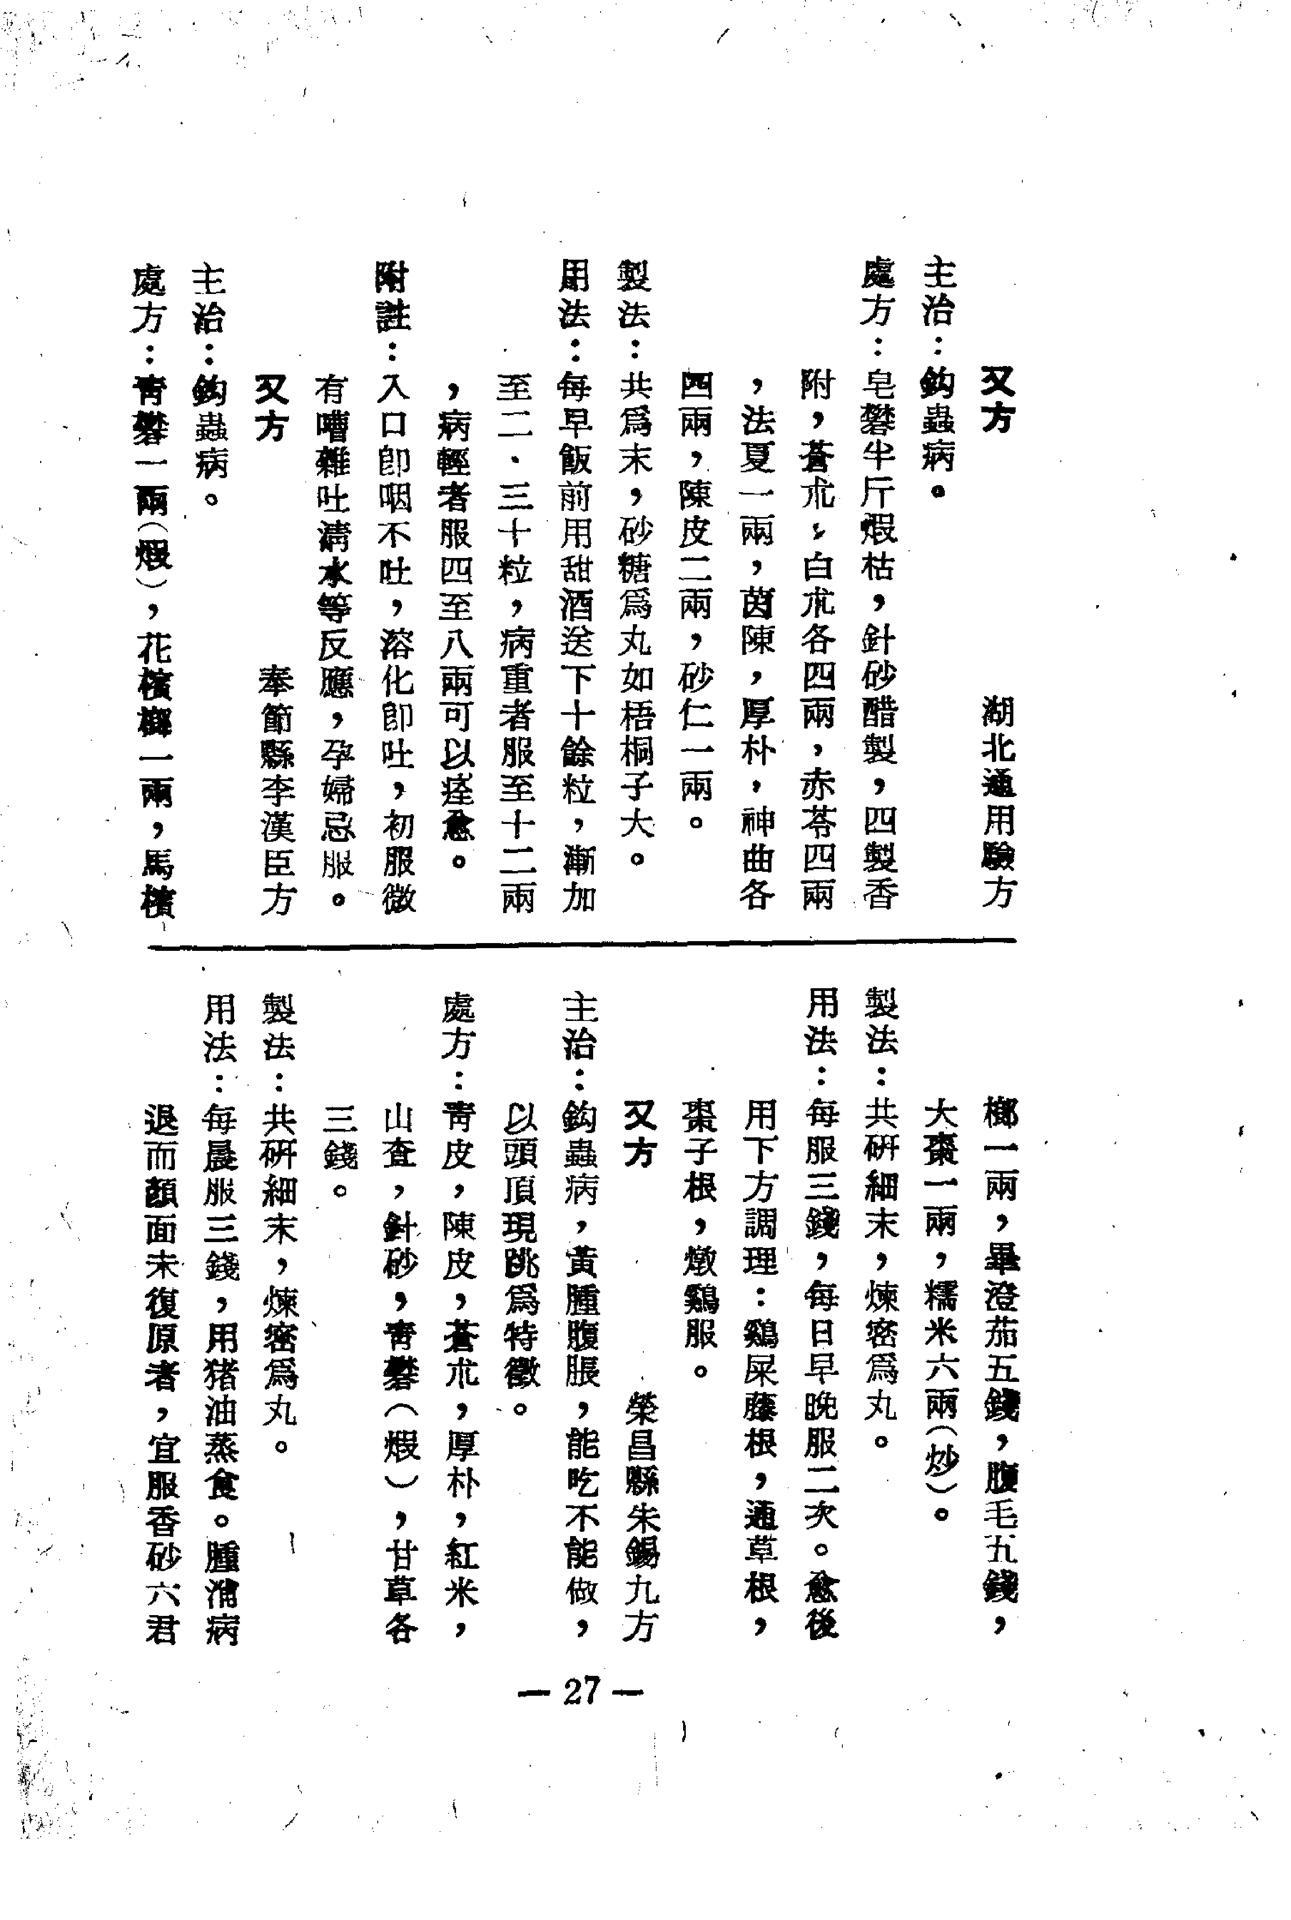 又方　湖北通用驗方
主治：鈎蟲病。
處方：皂礬半斤煆枯，針砂醋製，四製香
附，蒼朮，白朮各四兩，赤苓四兩
，法夏一兩，茵陳，厚朴，神曲各
四兩，陳皮二兩，砂仁一兩。
製法：共爲末，砂糖爲丸如梧桐子大。
用法：每早飯前用甜酒送下十餘粒，漸加
至二、三十粒，病重者服至十二兩
，病輕者服四至八兩可以痊愈。
附註：入口卽咽不吐，溶化卽吐，初服微
有嘈雜吐清水等反應，孕婦忌服。
又方　奉節縣李漢臣方
主治：鈎蟲病。
處方：青礬一兩（煆），花檳榔一兩，馬檳
榔一兩，畢澄茄五錢，腹毛五錢，
大棗一兩，糯米六兩（炒）。
製法：共硏細末，煉密爲丸。
用法：每服三錢，每日早晚服二次。愈後
用下方調理：鷄屎藤根，通草根，
棗子根，燉鷄服。
又方　榮昌縣朱錫九方
主治：鈎蟲病，黃腫腹脹，能吃不能做，
以頭頂現跳爲特徵。
處方：青皮，陳皮，蒼朮，厚朴，紅米，
山查，針砂，青礬（煆），甘草各
三錢。
製法：共硏細末，煉密爲丸。
用法：每晨服三錢，用猪油蒸食。腫消病
退而顏面未復原者，宜服香砂六君
— 27 —